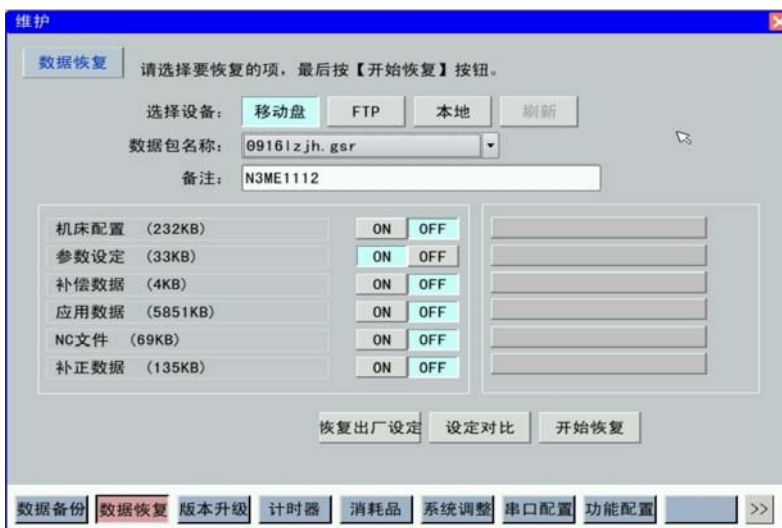 维护
数据恢复
请选择要恢复的项，最后按【开始恢复】按钮。
选择设备： 移动盘 FTP 本地 刷新
数据包名称： 0916lzjh.gsr
备注： N3ME1112
机床配置 (232KB) ON OFF
参数设定 (33KB) ON OFF
补偿数据 (4KB) ON OFF
应用数据 (5851KB) ON OFF
NC文件 (69KB) ON OFF
补正数据 (135KB) ON OFF
恢复出厂设定 设定对比 开始恢复
数据备份 数据恢复 版本升级 计时器 消耗品 系统调整 串口配置 功能配置 >>